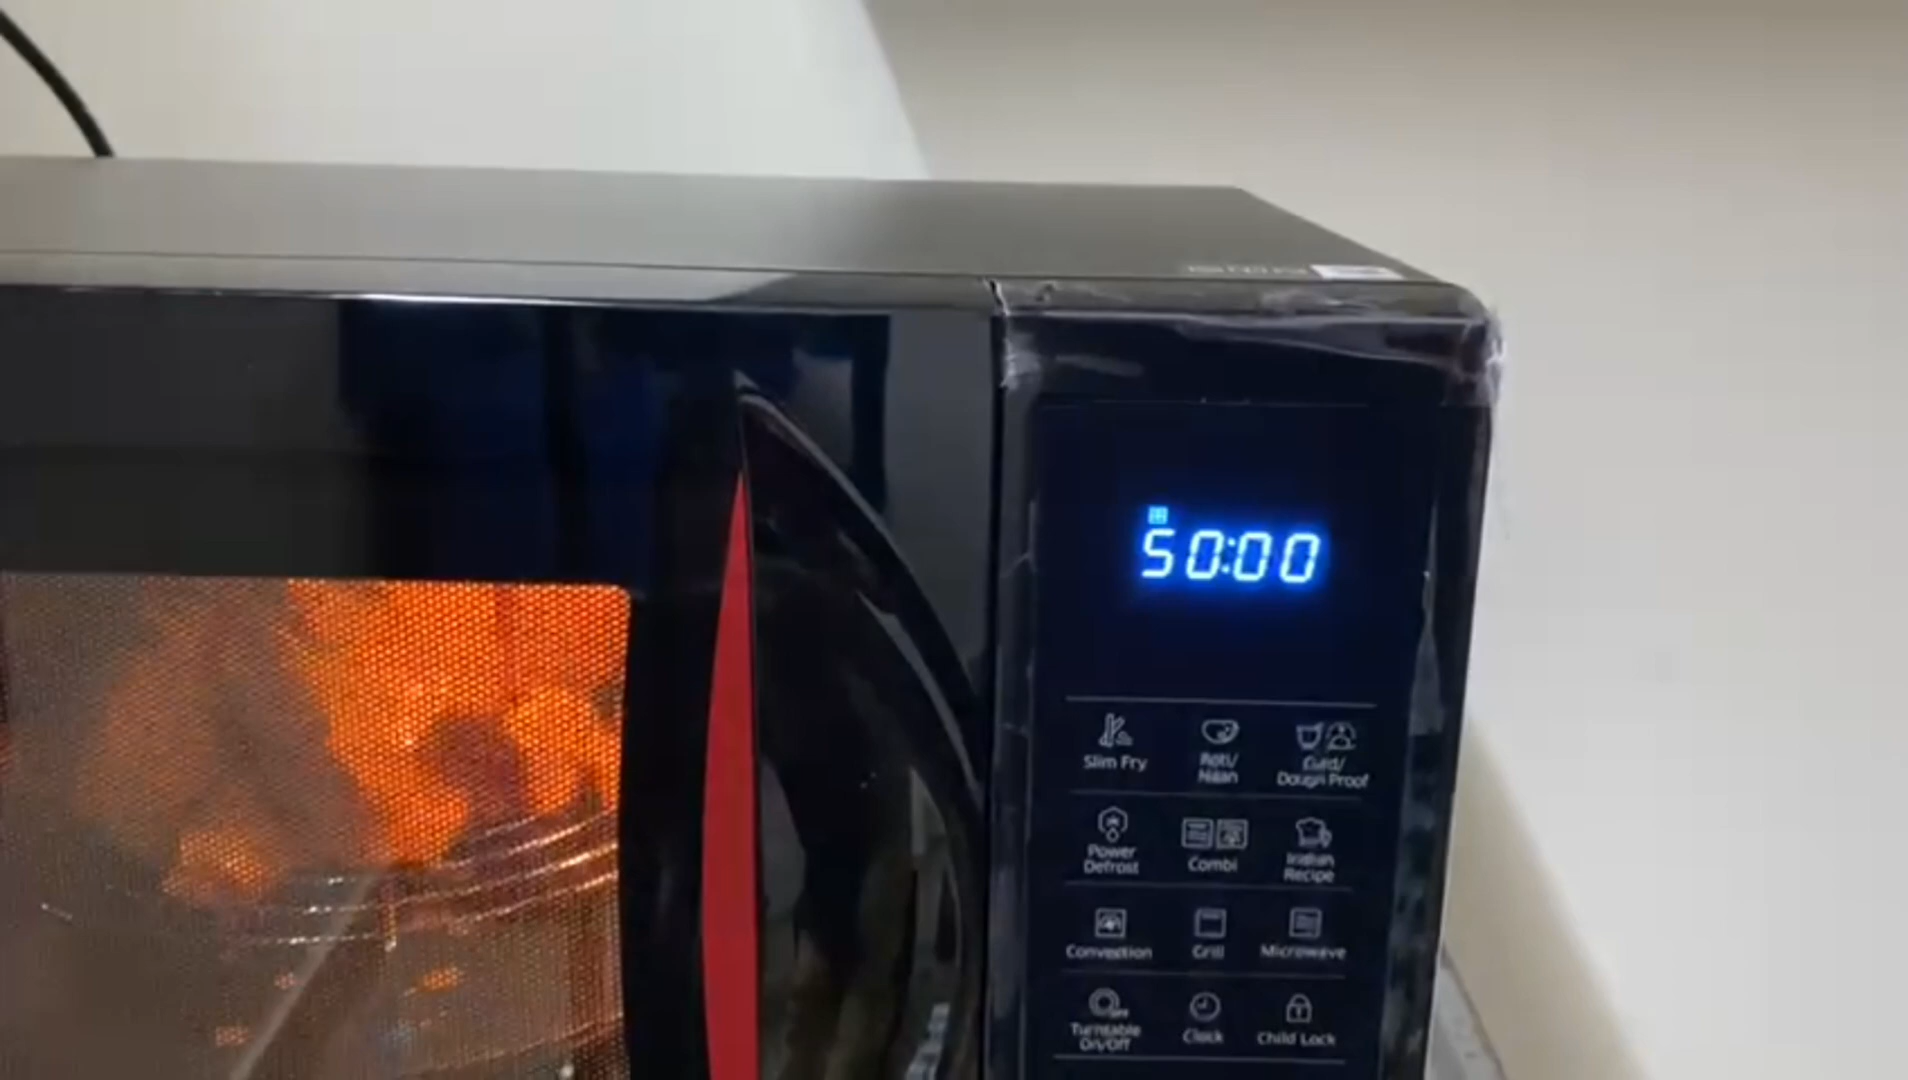 50:00
Slim Fry
Roti/
Naan
Curd/
Dough Proof
Power
Defrost
Combi
Indian
Recipe
Convection
Grill
Microwave
OFF
Turntable
On/Off
Clock
Child Lock